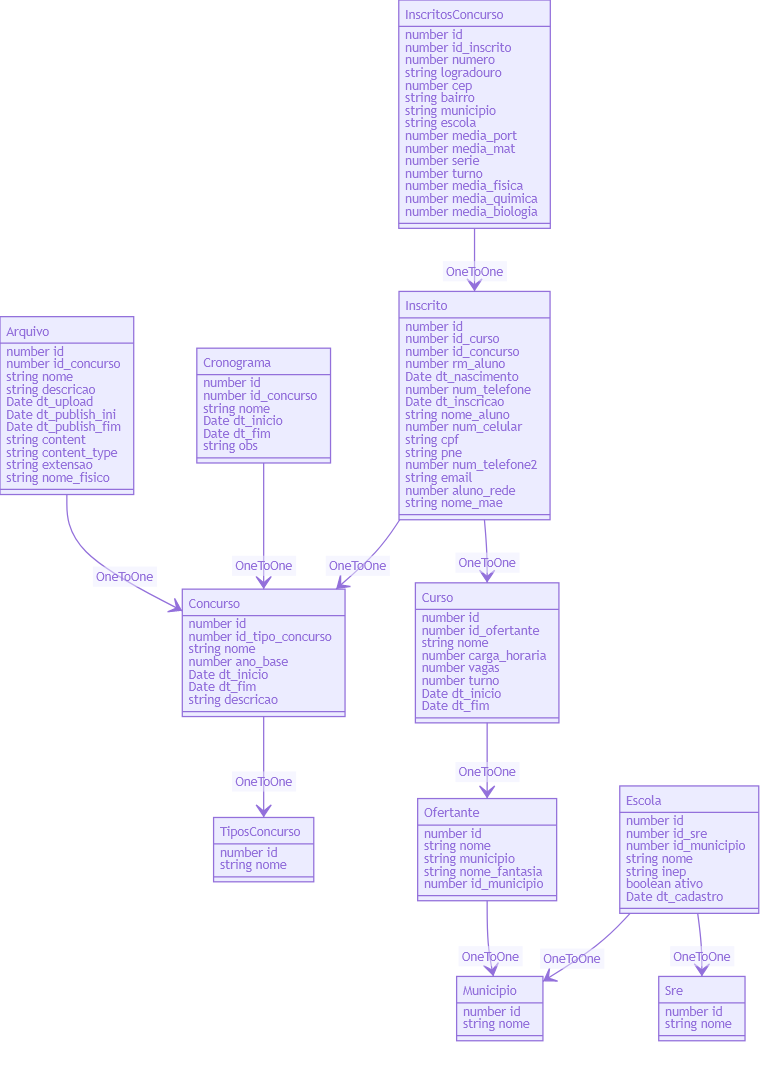 InscritosConcurso
number id
number id_inscrito
number numero
string logradouro
number cep
string bairro
string municipio
string escola
number media_port
number media_mat
number serie
number turno
number media_fisica
number media_quimica
number media_biologia
OneToOne
Inscrito
number id
number id_curso
number id_concurso
number rm_aluno
Date dt_nascimento
number num_telefone
Date dt_inscricao
string nome_aluno
number num_celular
string cpf
string pne
number num_telefone2
string email
number aluno_rede
string nome_mae
Arquivo
number id
number id_concurso
string nome
string descricao
Date dt_upload
Date dt_publish_ini
Date dt_publish_fim
string content
string content_type
string extensao
string nome_fisico
Cronograma
number id
number id_concurso
string nome
Date dt_inicio
Date dt_fim
string obs
OneToOne
OneToOne
OneToOne
OneToOne
Concurso
number id
number id_tipo_concurso
string nome
number ano_base
Date dt_inicio
Date dt_fim
string descricao
Curso
number id
number id_ofertante
string nome
number carga_horaria
number vagas
number turno
Date dt_inicio
Date dt_fim
OneToOne
OneToOne
TiposConcurso
number id
string nome
Ofertante
number id
string nome
string municipio
string nome_fantasia
number id_municipio
Escola
number id
number id_sre
number id_municipio
string nome
string inep
boolean ativo
Date dt_cadastro
OneToOne
OneToOne
OneToOne
Municipio
number id
string nome
Sre
number id
string nome